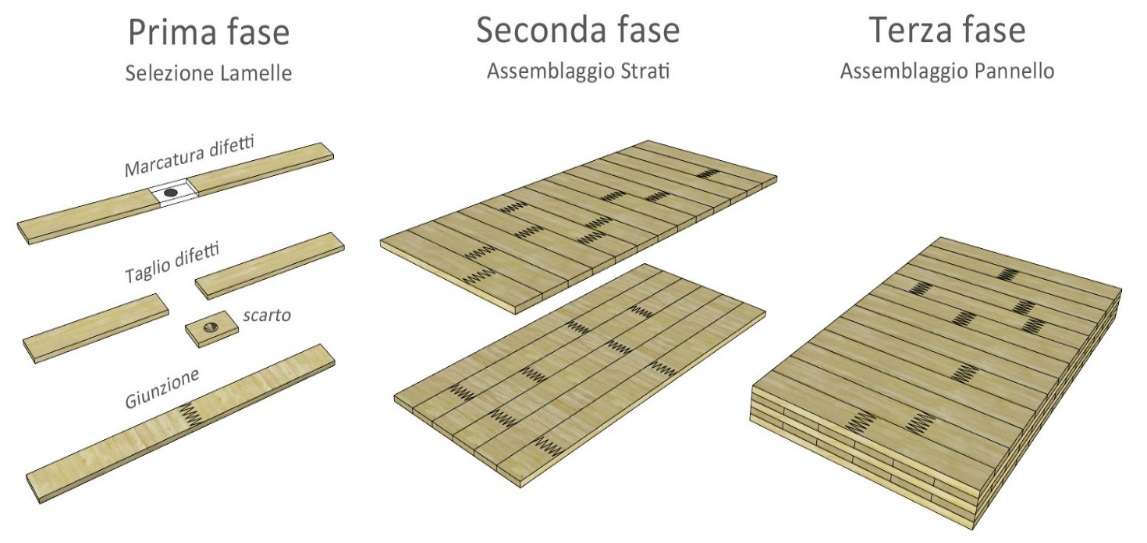 Prima fase
Selezione Lamelle
Seconda fase
Assemblaggio Strati
Terza fase
Assemblaggio Pannello
Marcatura difetti
Taglio difetti
scarto
Giunzione